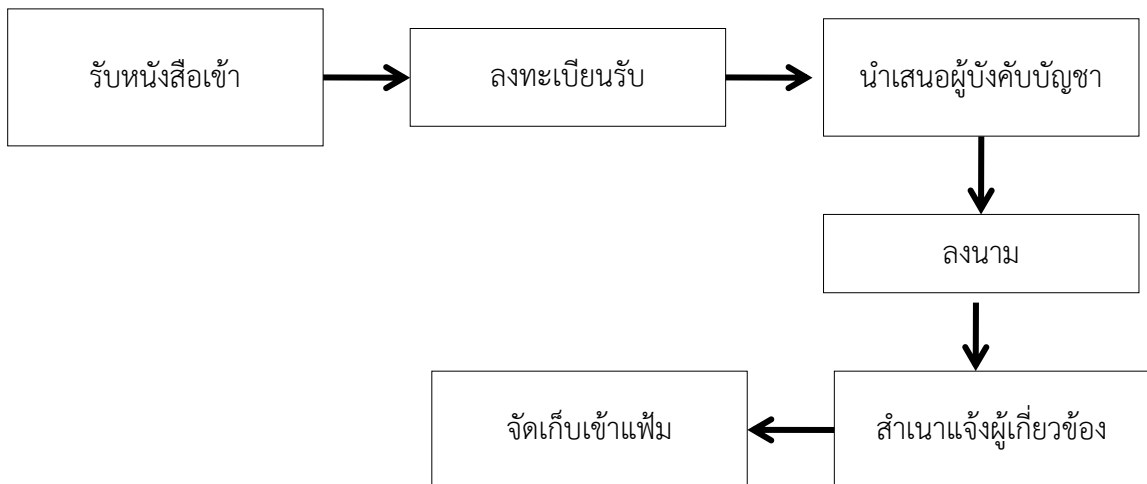 รับหนังสือเข้า
ลงทะเบียนรับ
นำเสนอผู้บังคับบัญชา
ลงนาม
สำเนาแจ้งผู้เกี่ยวข้อง
จัดเก็บเข้าแฟ้ม